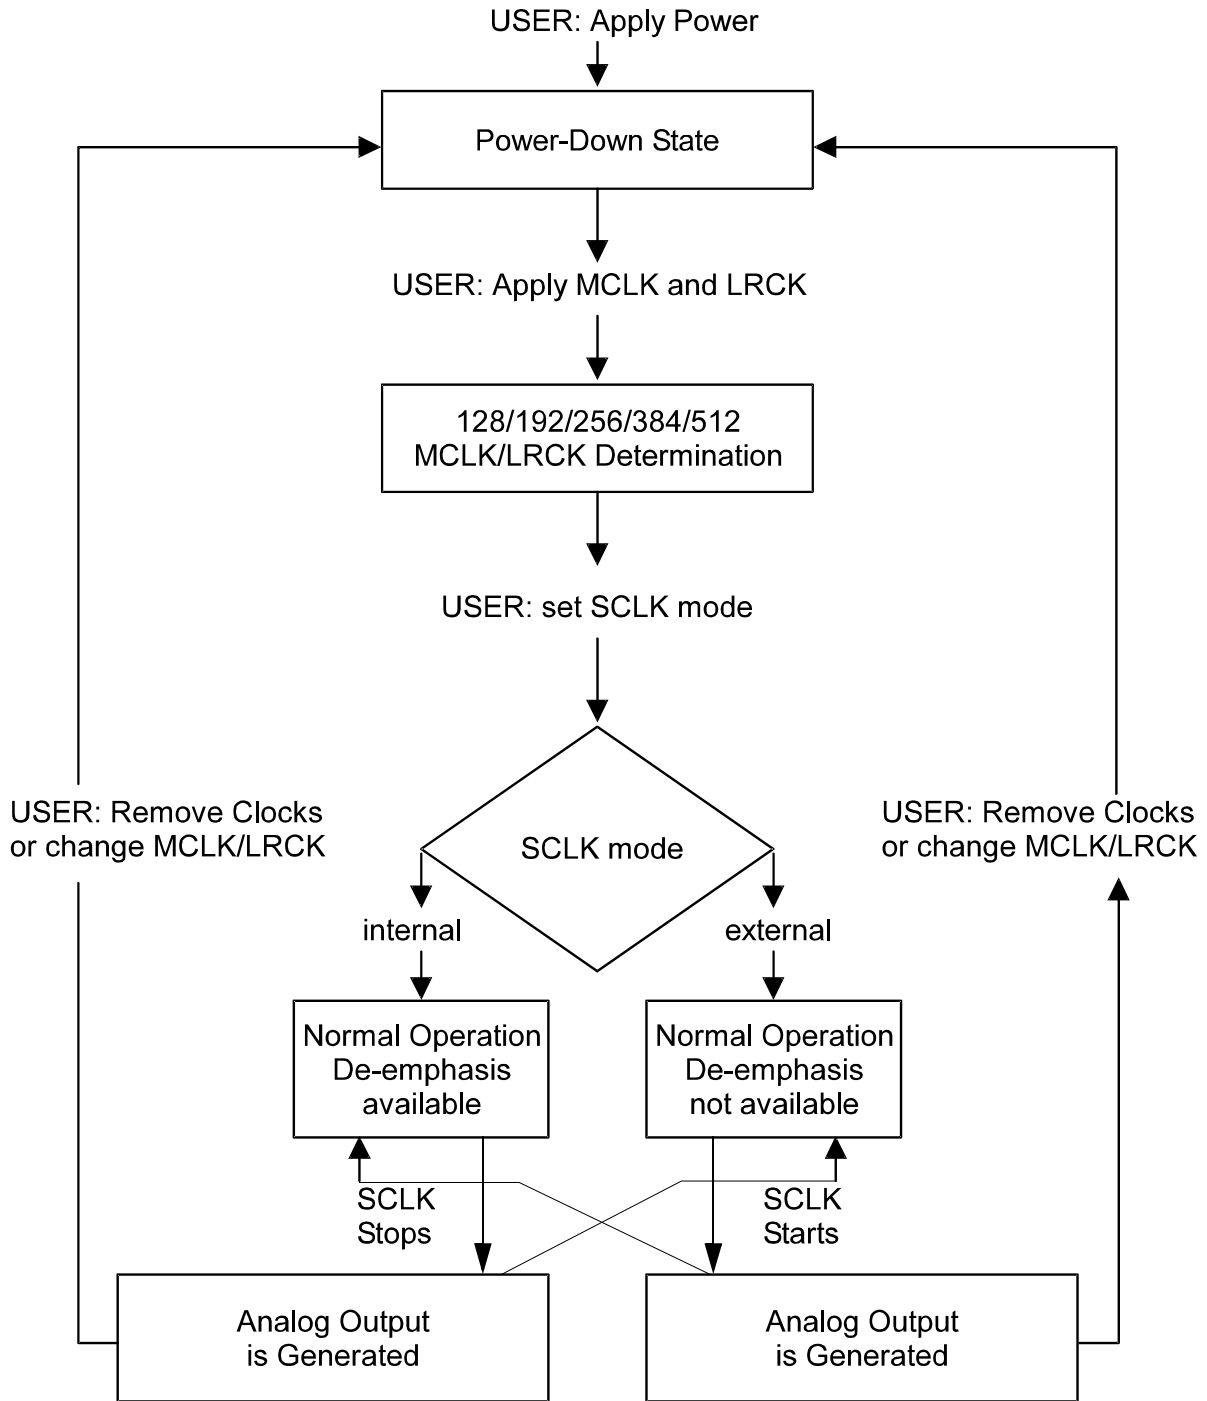 USER: Apply Power
Power-Down State
USER: Apply MCLK and LRCK
128/192/256/384/512
MCLK/LRCK Determination
USER: set SCLK mode
USER: Remove Clocks
or change MCLK/LRCK
SCLK mode
USER: Remove Clocks
or change MCLK/LRCK
internal
external
Normal Operation
De-emphasis
available
Normal Operation
De-emphasis
not available
SCLK
Stops
SCLK
Starts
Analog Output
is Generated
Analog Output
is Generated